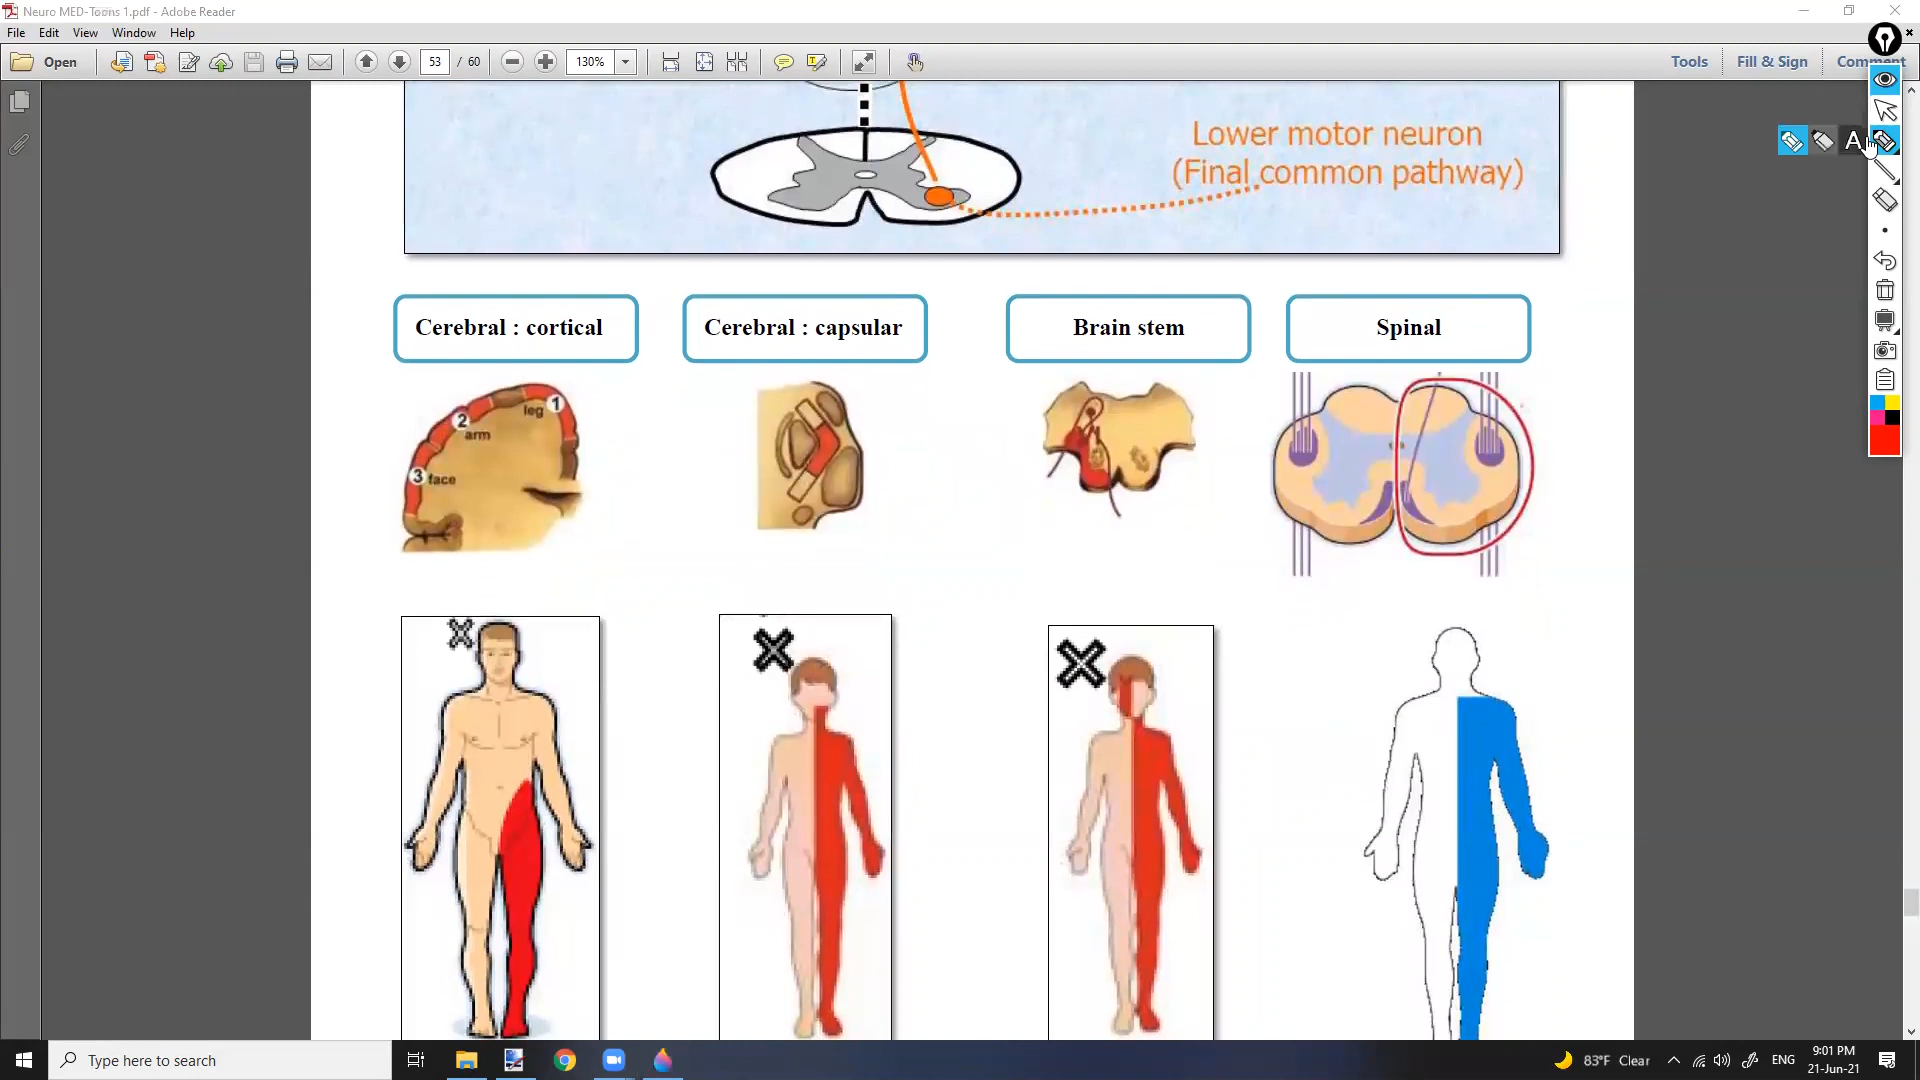 Neuro MED-Toons 1.pdf - Adobe Reader
File Edit View Window Help
Open 53 / 60 130% Tools Fill & Sign Comment
A
Lower motor neuron
(Final common pathway)
Cerebral : cortical Cerebral : capsular Brain stem Spinal
leg 1
2
arm
3 face
Type here to search
83°F Clear ENG 9:01 PM
21-Jun-21